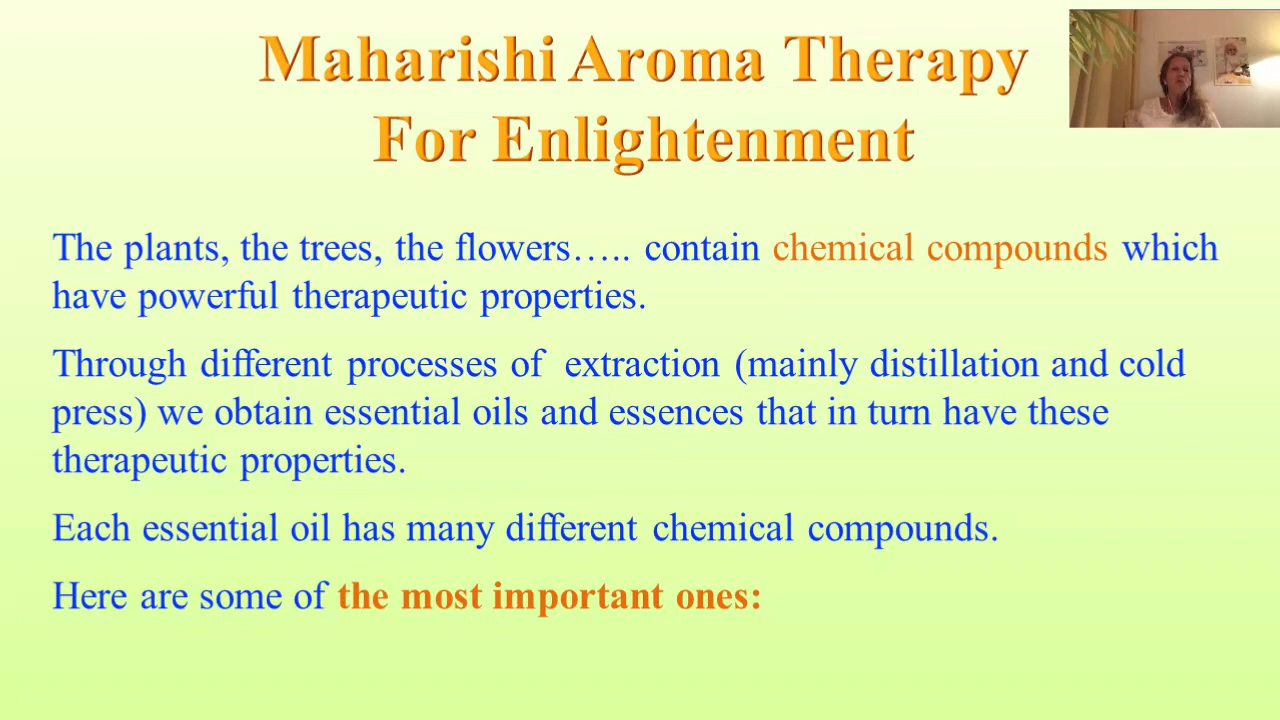 Maharishi Aroma Therapy
For Enlightenment
The plants, the trees, the flowers….. contain chemical compounds which
have powerful therapeutic properties.
Through different processes of extraction (mainly distillation and cold
press) we obtain essential oils and essences that in turn have these
therapeutic properties.
Each essential oil has many different chemical compounds.
Here are some of the most important ones: